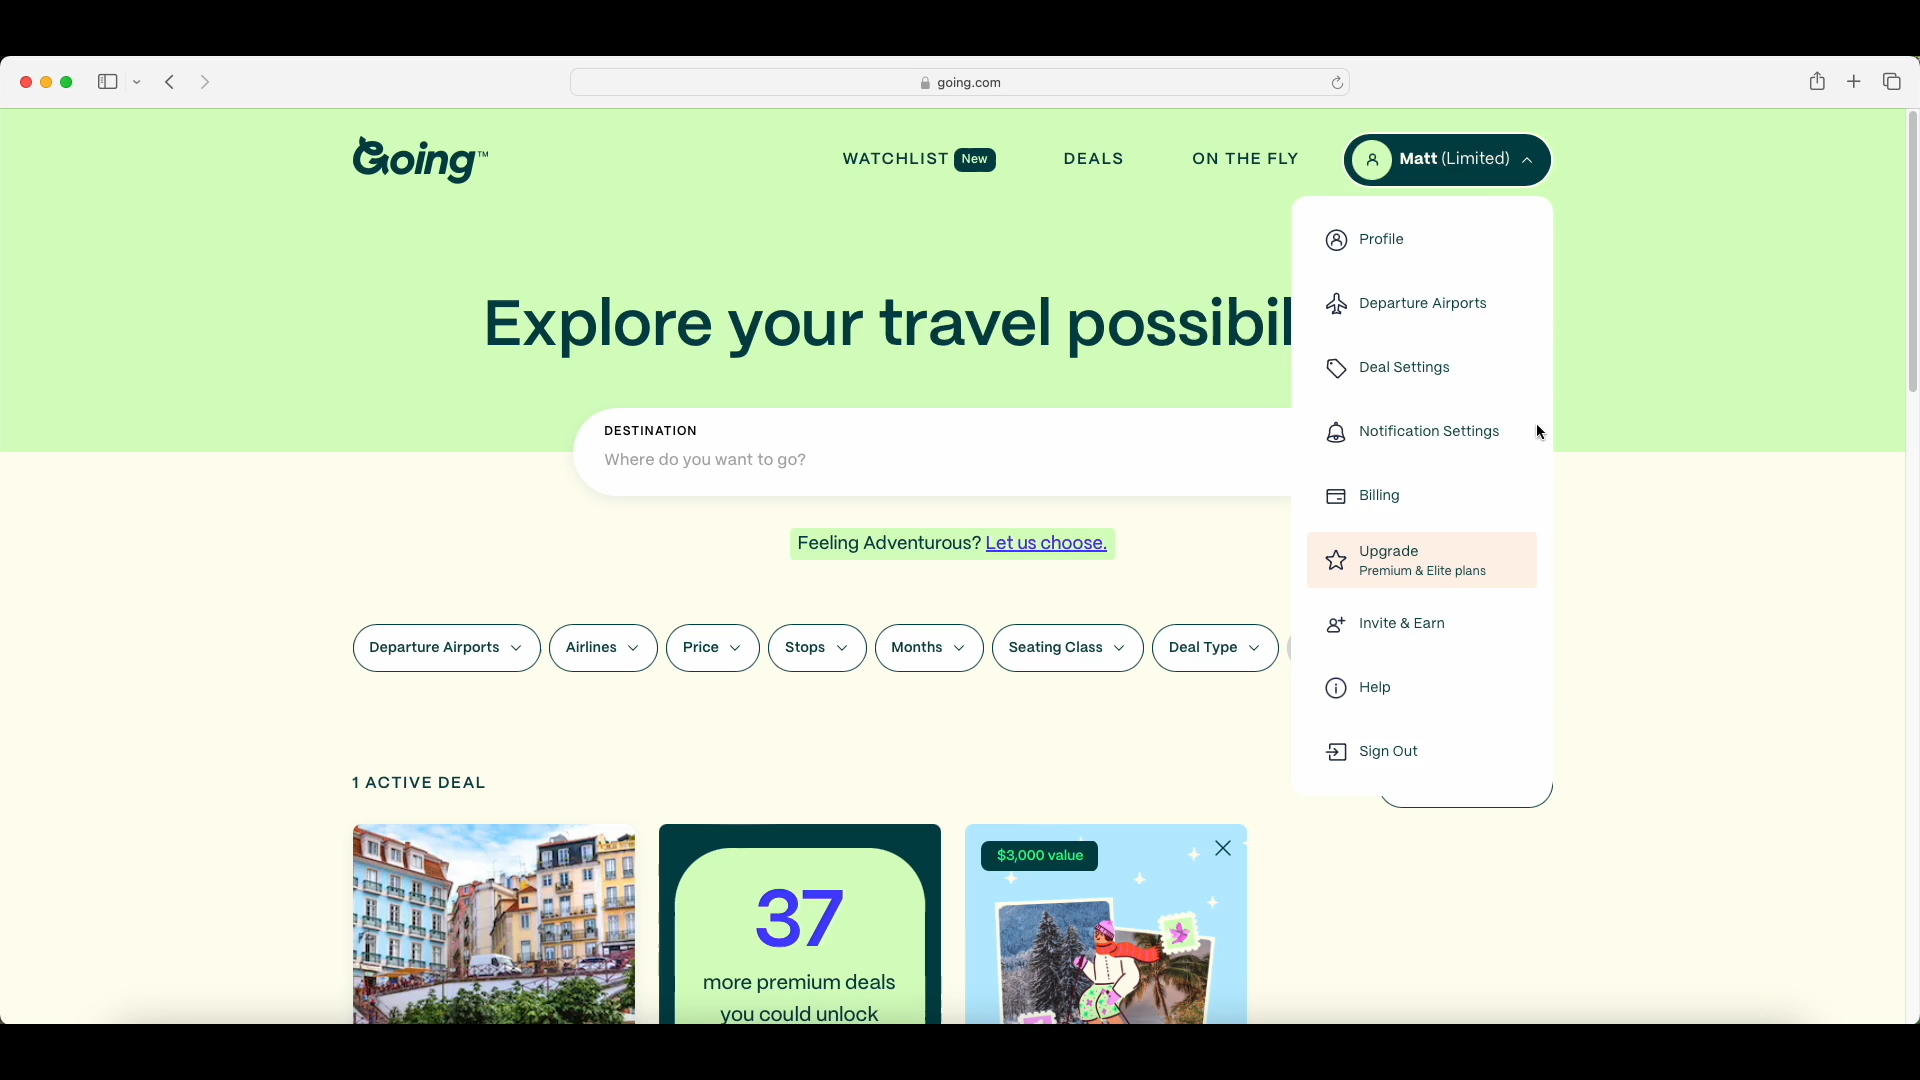 going.com
Going™
WATCHLIST New
DEALS
ON THE FLY
Matt (Limited)
Profile
Departure Airports
Deal Settings
Notification Settings
Billing
Upgrade
Premium & Elite plans
Invite & Earn
Help
Sign Out
Explore your travel possibil
DESTINATION
Where do you want to go?
Feeling Adventurous? Let us choose.
Departure Airports
Airlines
Price
Stops
Months
Seating Class
Deal Type
1 ACTIVE DEAL
37
more premium deals
you could unlock
$3,000 value